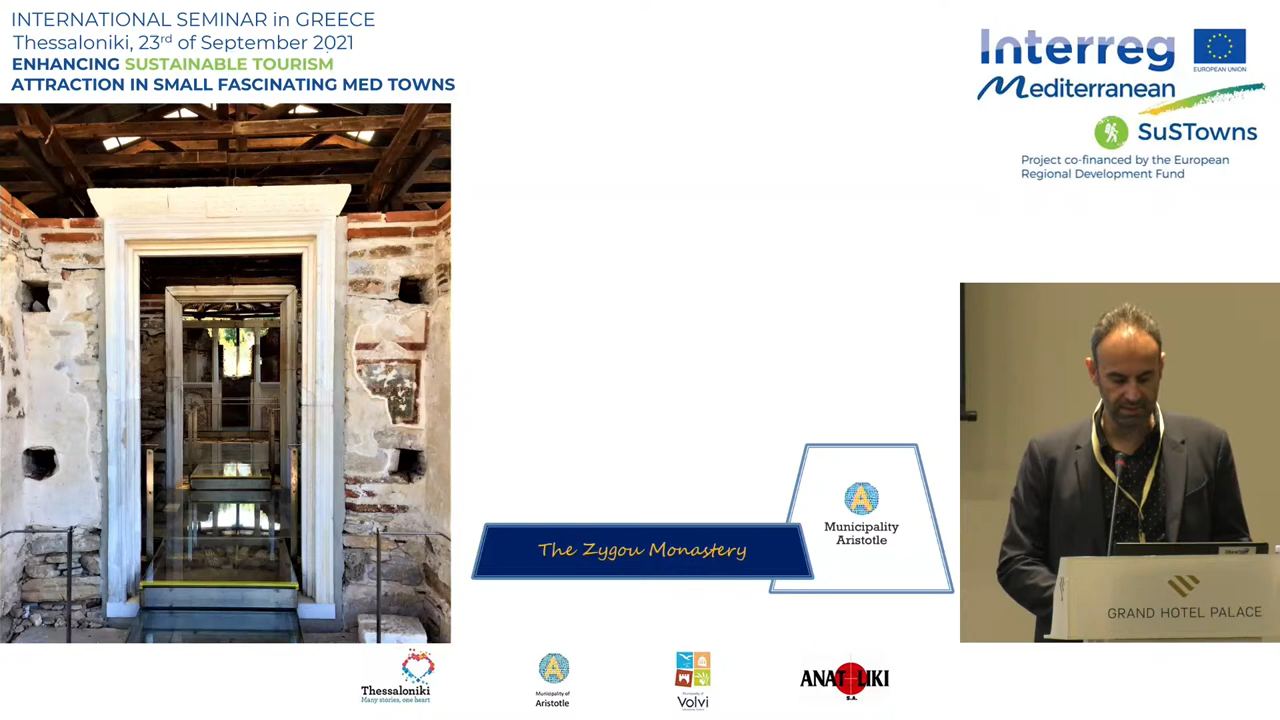 INTERNATIONAL SEMINAR in GREECE
Thessaloniki, 23rd of September 2021
ENHANCING SUSTAINABLE TOURISM
ATTRACTION IN SMALL FASCINATING MED TOWNS
Interreg
EUROPEAN UNION
Mediterranean
SuSTowns
Project co-financed by the European
Regional Development Fund
The Zygou Monastery
A
Municipality
Aristotle
GRAND HOTEL PALACE
Thessaloniki
Many stories, one heart
A
Municipality of
Aristotle
Municipality of
Volvi
ANATOLIKI
S.A.